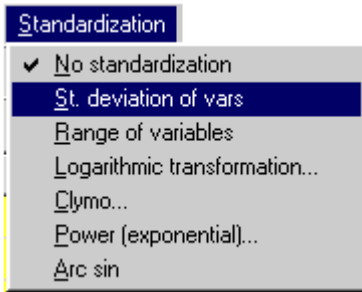 Standardization
No standardization
St. deviation of vars
Range of variables
Logarithmic transformation...
Clymo...
Power (exponential)...
Arc sin